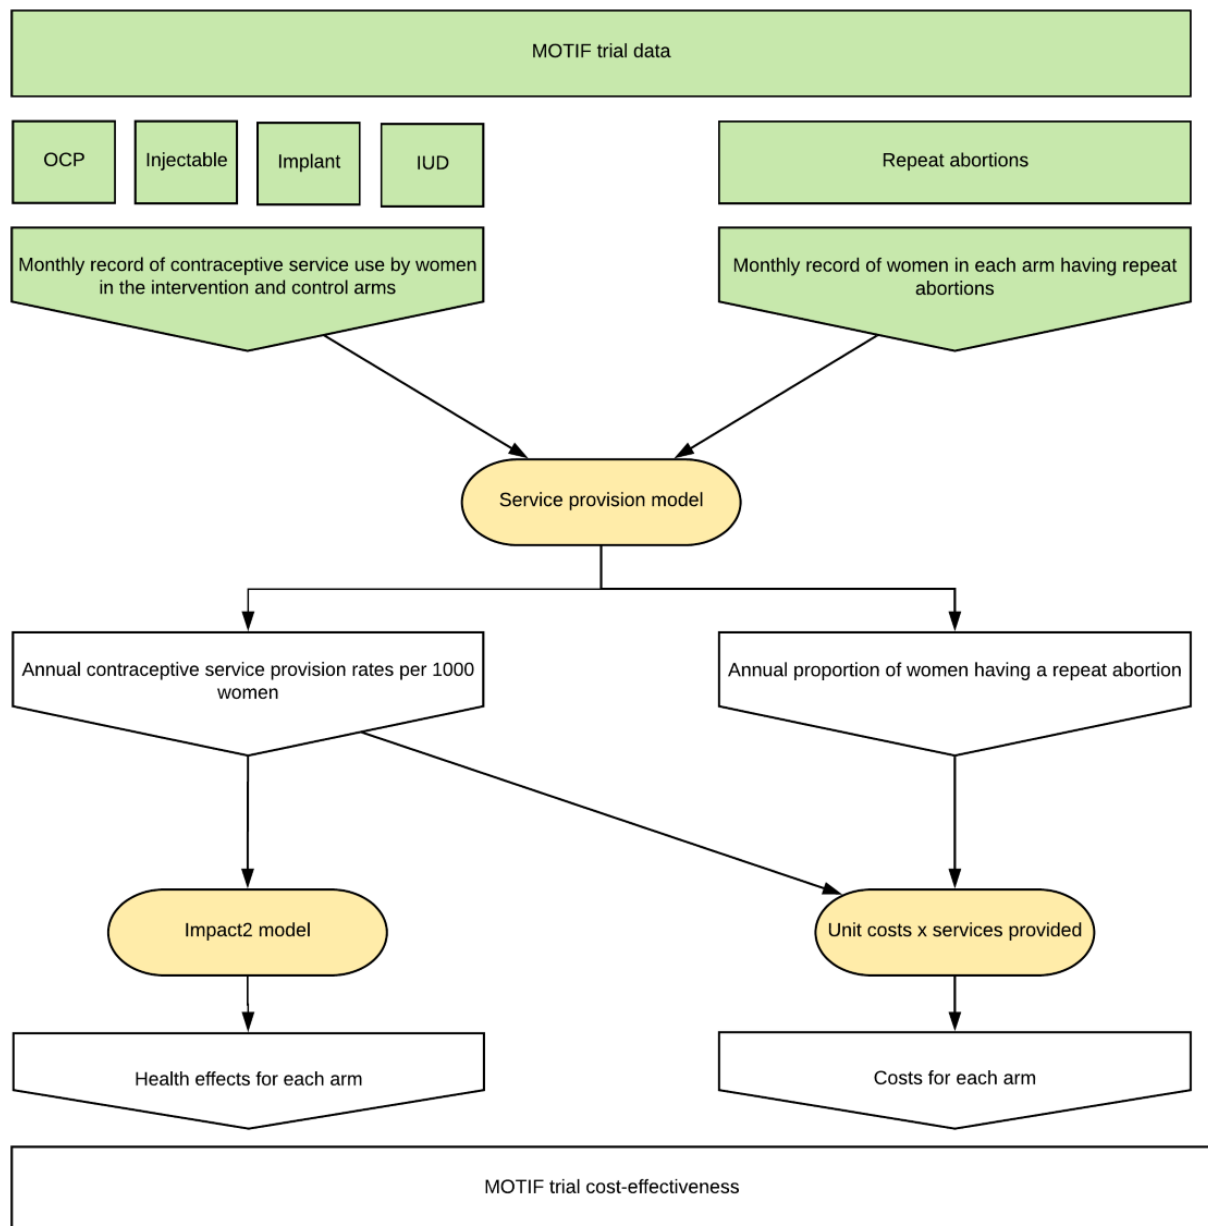 MOTIF trial data
OCP
Injectable
Implant
IUD
Repeat abortions
Monthly record of contraceptive service use by women
in the intervention and control arms
Monthly record of women in each arm having repeat
abortions
Service provision model
Annual contraceptive service provision rates per 1000
women
Annual proportion of women having a repeat abortion
Impact2 model
Unit costs x services provided
Health effects for each arm
Costs for each arm
MOTIF trial cost-effectiveness